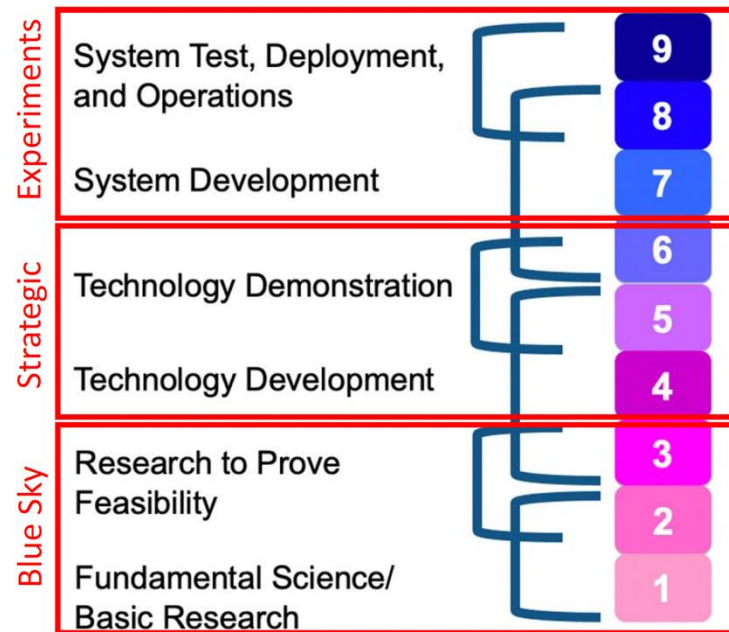 Experiments
System Test, Deployment,
and Operations
System Development
9
8
7
Strategic
Technology Demonstration
Technology Development
6
5
4
Blue Sky
Research to Prove
Feasibility
Fundamental Science/
Basic Research
3
2
1